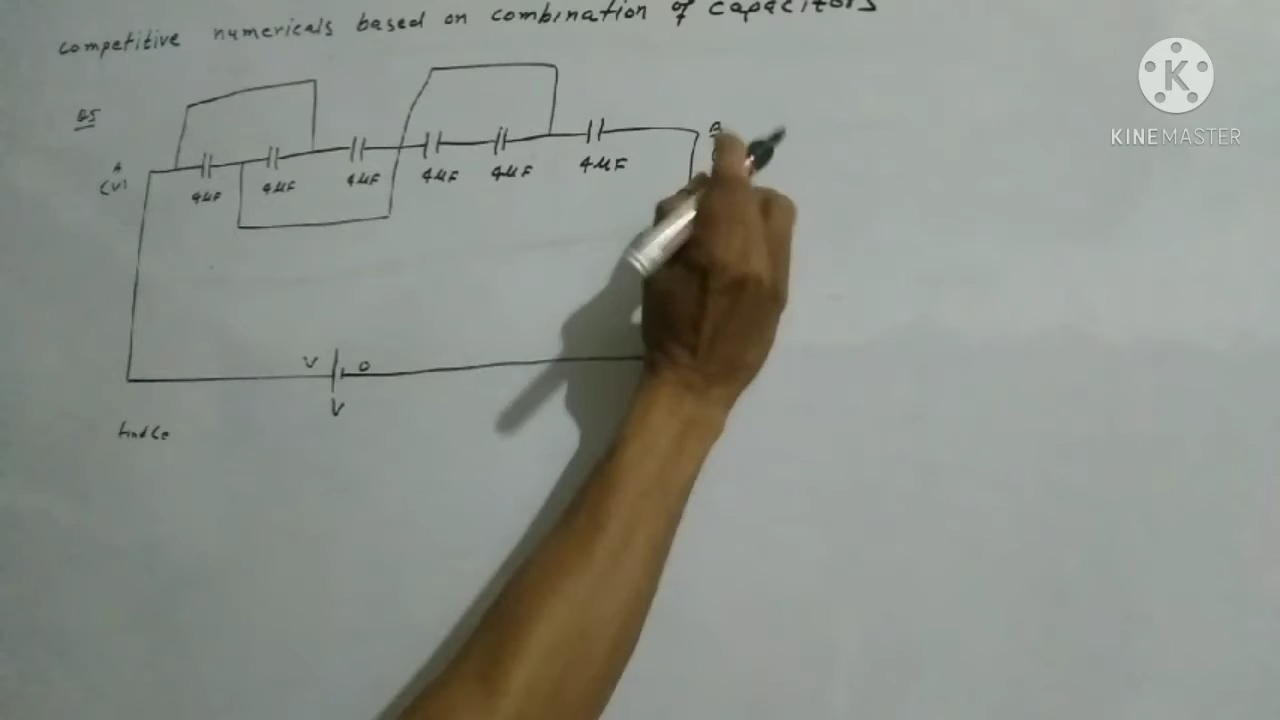 competitive numericals based on combination of capacitors
K
KINEMASTER
Q5
A
(V)
B
4μF 4μF 4μF 4μF 4μF 4μF
V 0
V
find Ce